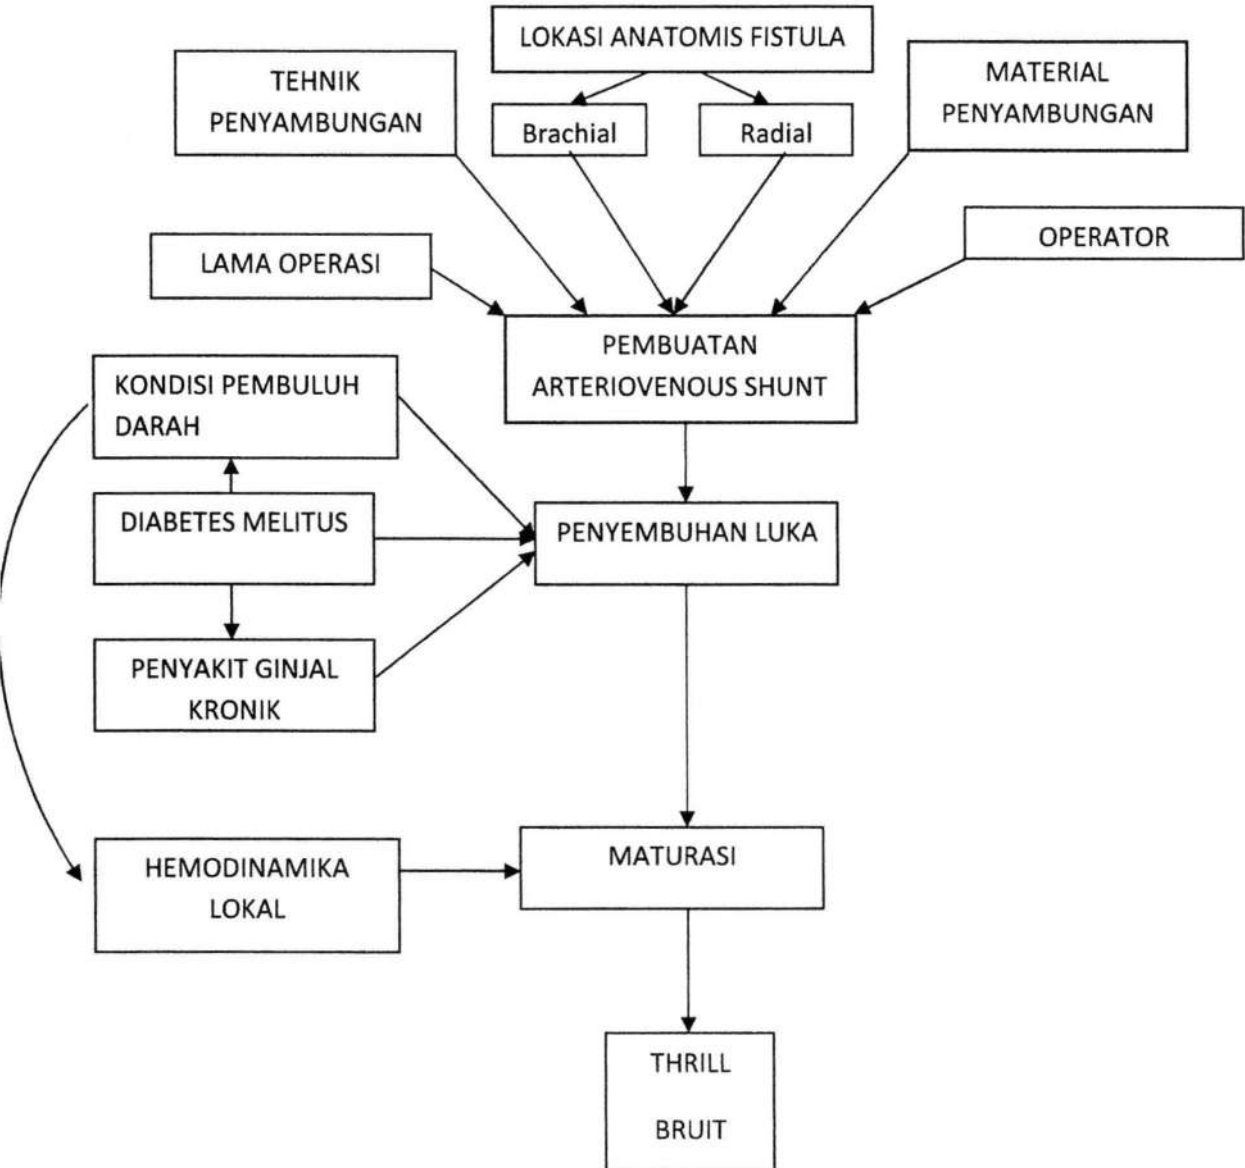 LOKASI ANATOMIS FISTULA
TEHNIK
PENYAMBUNGAN
MATERIAL
PENYAMBUNGAN
Brachial
Radial
LAMA OPERASI
OPERATOR
PEMBUATAN
ARTERIOVENOUS SHUNT
KONDISI PEMBULUH
DARAH
DIABETES MELITUS
PENYEMBUHAN LUKA
PENYAKIT GINJAL
KRONIK
HEMODINAMIKA
LOKAL
MATURASI
THRILL
BRUIT